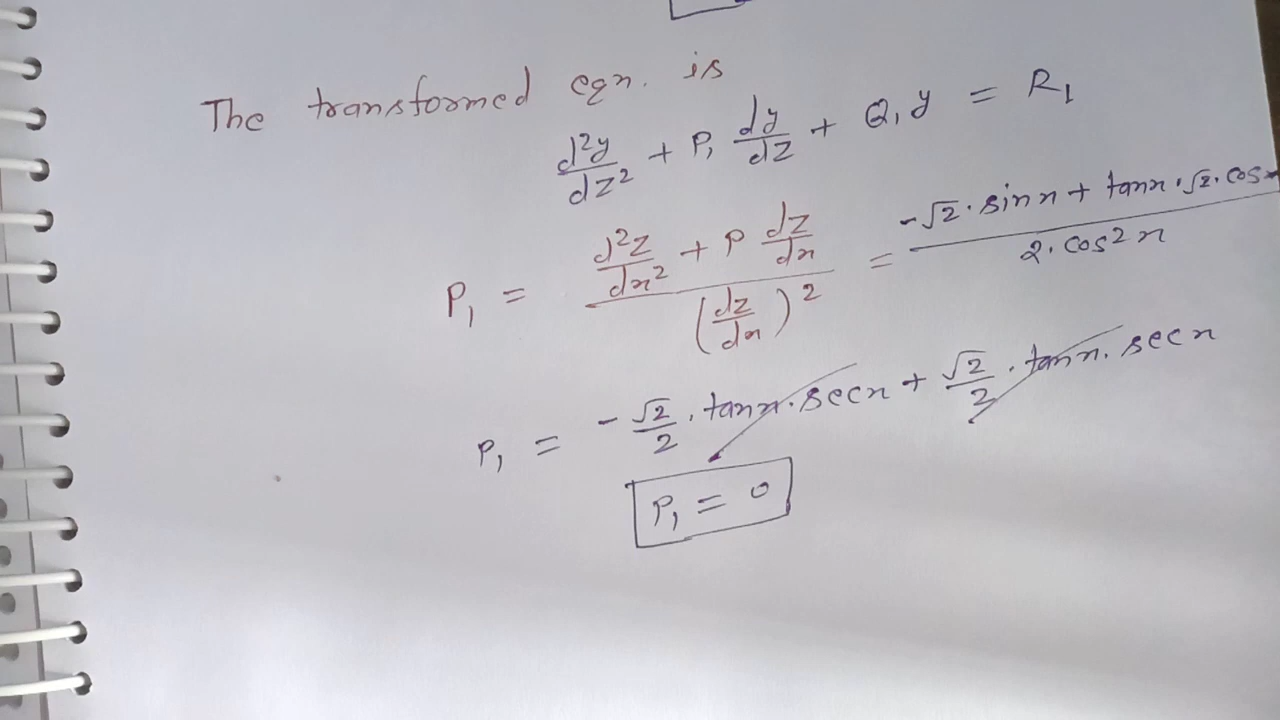 The transformed eqn. is
d²y/dz² + P₁ dy/dz + Q₁y = R₁
P₁ = (d²z/dx² + P dz/dx) / (dz/dx)² = (-√2. sin x + tan x. √2. cos x) / (2. cos² x)
P₁ = -√2/2 . tan x. sec x + √2/2 . tan x. sec x
P₁ = 0